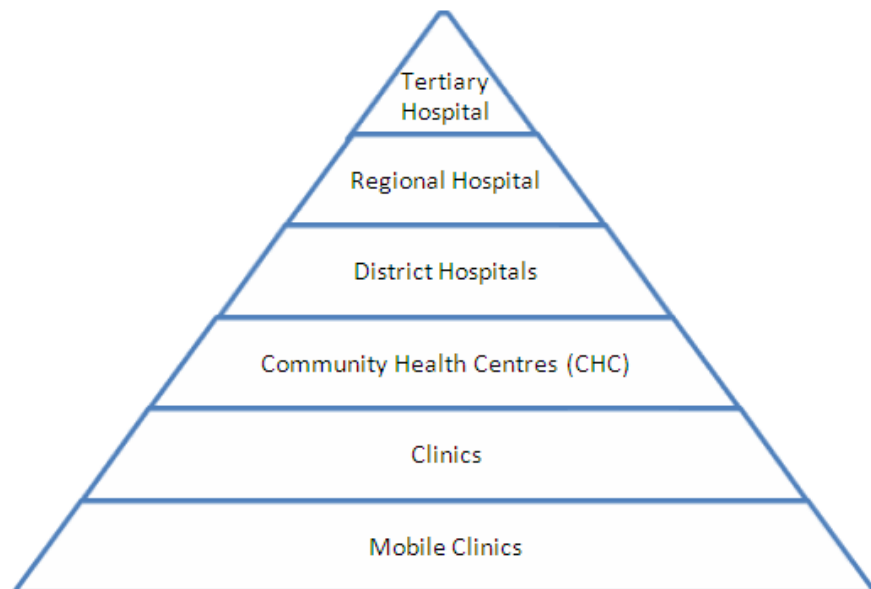 Tertiary
Hospital
Regional Hospital
District Hospitals
Community Health Centres (CHC)
Clinics
Mobile Clinics